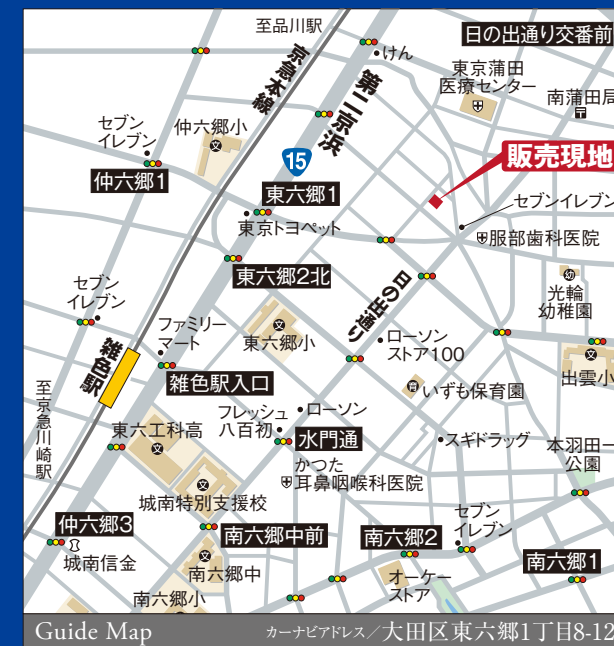 至品川駅
日の出通り交番前
けん
京急本線
第二京浜
東京蒲田
医療センター
南蒲田局
セブン
イレブン
仲六郷小
文
15
販売現地
仲六郷1
東六郷1
セブンイレブン
東京トヨペット
服部歯科医院
東六郷2北
日の出通り
幼
光輪
幼稚園
セブン
イレブン
ファミリー
マート
文
東六郷小
ローソン
ストア100
文
出雲小
雑色駅
雑色駅入口
育
いずも保育園
至京急川崎駅
フレッシュ
八百初
ローソン
東六工科高
文
水門通
スギドラッグ
本羽田一
公園
かつた
耳鼻咽喉科医院
文
城南特別支援校
仲六郷3
城南信金
南六郷中前
南六郷2
セブン
イレブン
文
南六郷中
オーケー
ストア
南六郷1
南六郷小
Guide Map
カーナビアドレス／大田区東六郷1丁目8-12